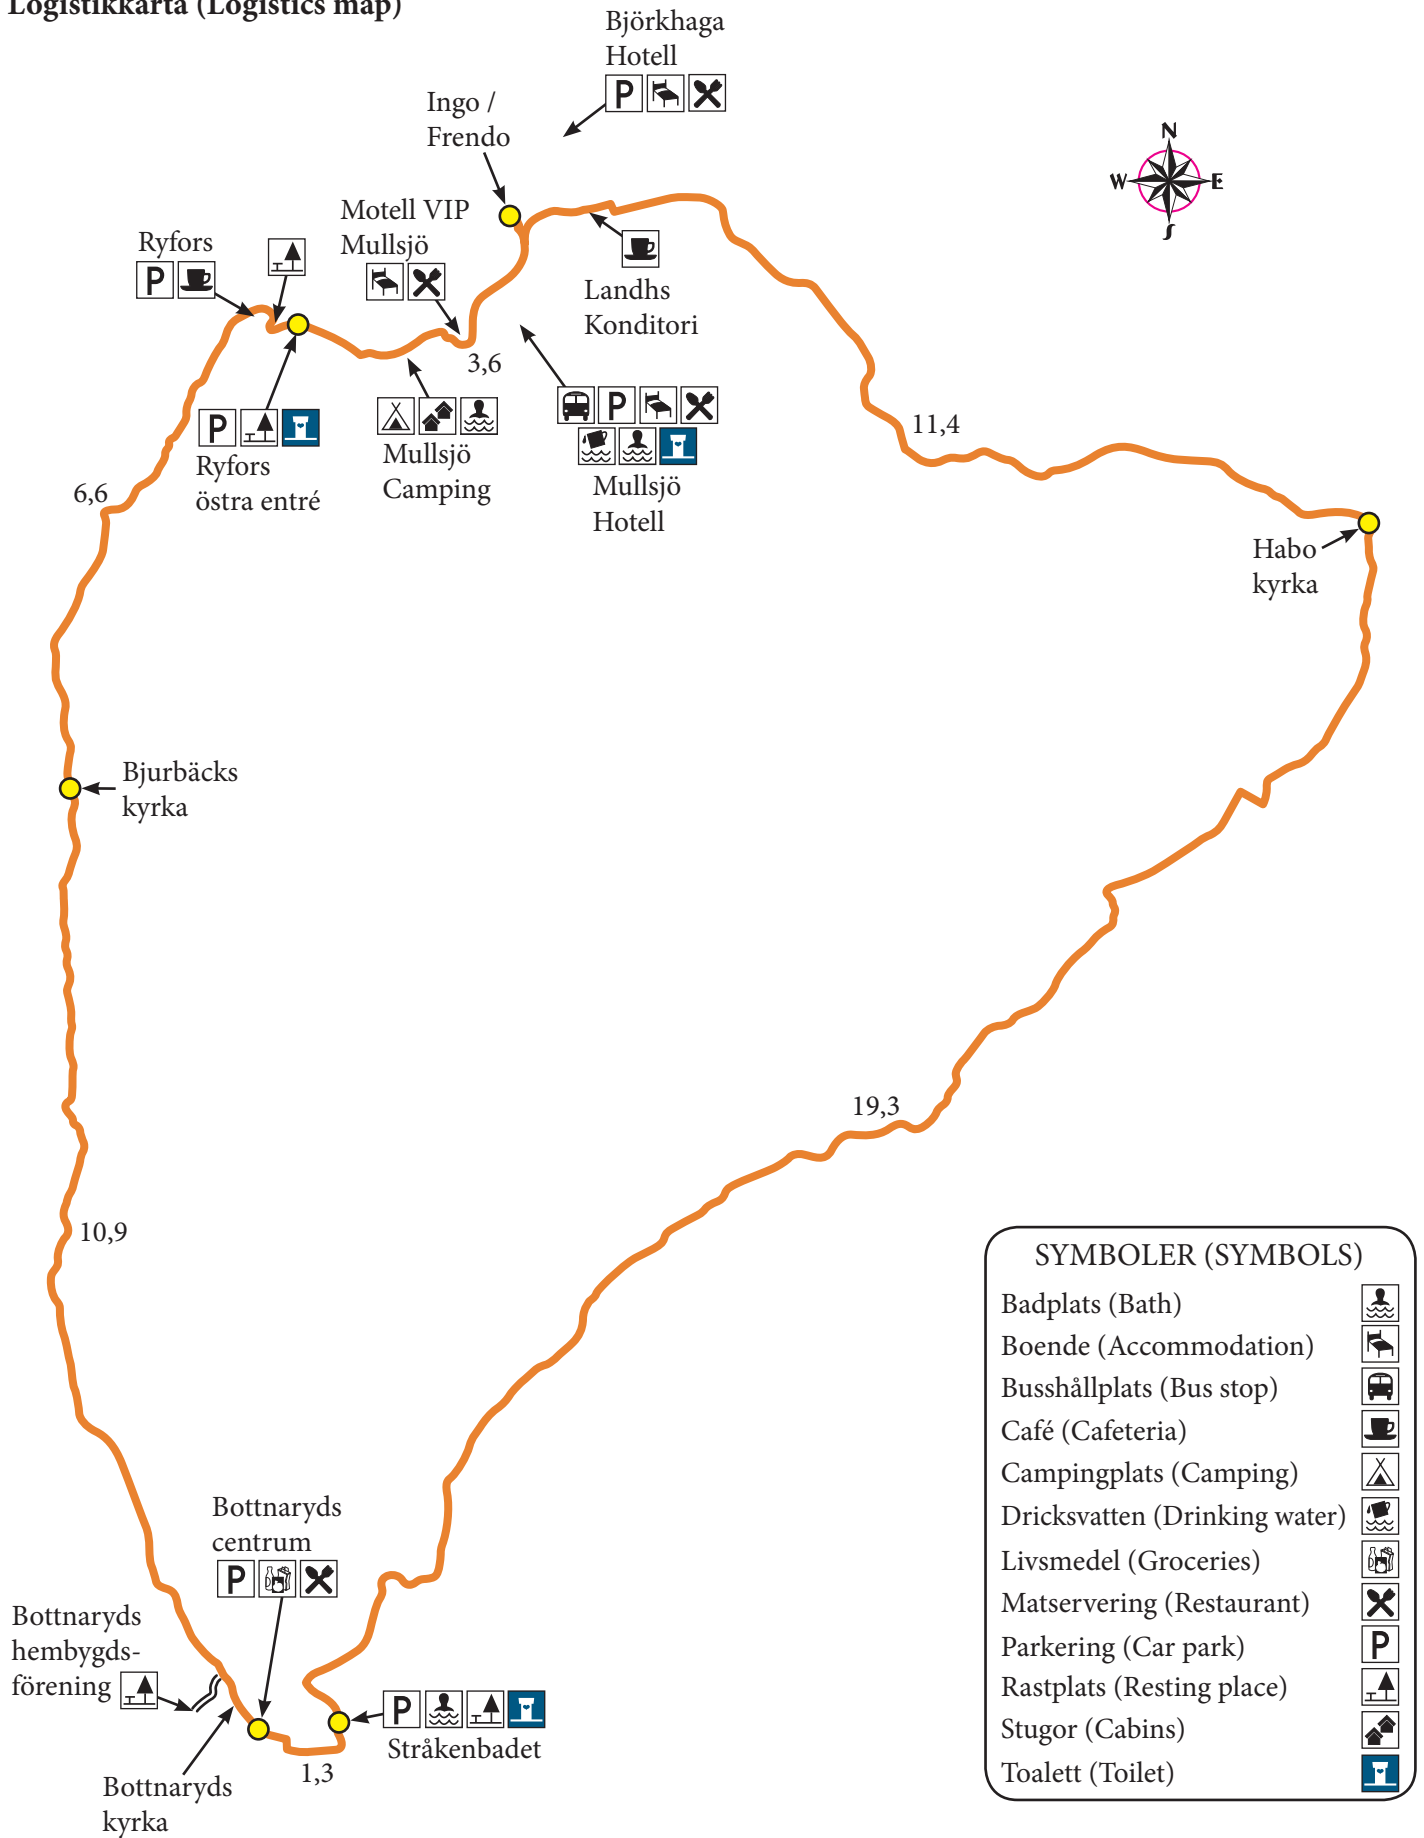 Logistikkarta (Logistics map)
Björkhaga
Hotell
P
Ingo /
Frendo
N
W
E
S
Motell VIP
Mullsjö
Ryfors
P
Landhs
Konditori
3,6
P
P
Ryfors
östra entré
Mullsjö
Camping
Mullsjö
Hotell
11,4
6,6
Habo
kyrka
Bjurbäcks
kyrka
19,3
10,9
Bottnaryds
centrum
P
Bottnaryds
hembygds-
förening
P
Stråkenbadet
1,3
Bottnaryds
kyrka
SYMBOLER (SYMBOLS)
Badplats (Bath)
Boende (Accommodation)
Busshållplats (Bus stop)
Café (Cafeteria)
Campingplats (Camping)
Dricksvatten (Drinking water)
Livsmedel (Groceries)
Matservering (Restaurant)
Parkering (Car park) P
Rastplats (Resting place)
Stugor (Cabins)
Toalett (Toilet)